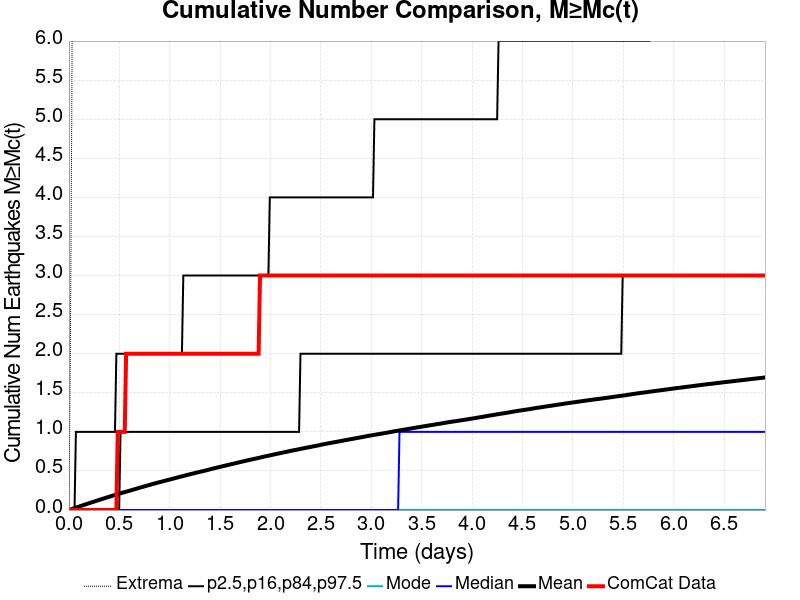 Cumulative Number Comparison, M≥Mc(t)
Cumulative Num Earthquakes M≥Mc(t)
6.0
5.5
5.0
4.5
4.0
3.5
3.0
2.5
2.0
1.5
1.0
0.5
0.0
0.0 0.5 1.0 1.5 2.0 2.5 3.0 3.5 4.0 4.5 5.0 5.5 6.0 6.5
Time (days)
Extrema p2.5,p16,p84,p97.5 Mode Median Mean ComCat Data